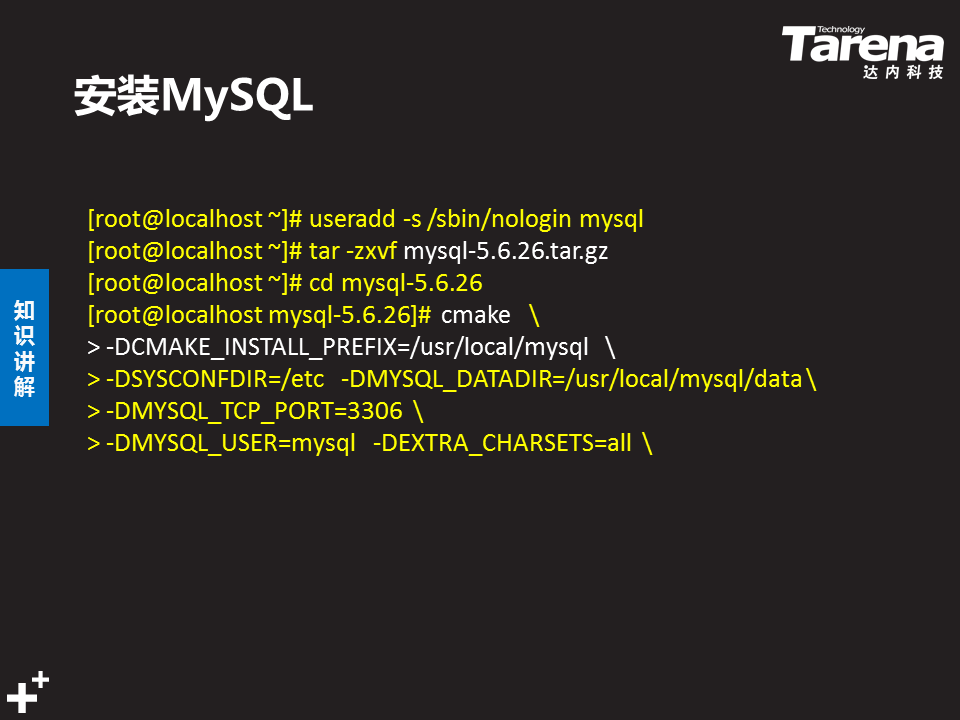 Technology
Tarena
达内科技
安装MySQL
[root@localhost ~]# useradd -s /sbin/nologin mysql
[root@localhost ~]# tar -zxvf mysql-5.6.26.tar.gz
[root@localhost ~]# cd mysql-5.6.26
[root@localhost mysql-5.6.26]# cmake \
> -DCMAKE_INSTALL_PREFIX=/usr/local/mysql \
> -DSYSCONFDIR=/etc -DMYSQL_DATADIR=/usr/local/mysql/data \
> -DMYSQL_TCP_PORT=3306 \
> -DMYSQL_USER=mysql -DEXTRA_CHARSETS=all \
知识讲解